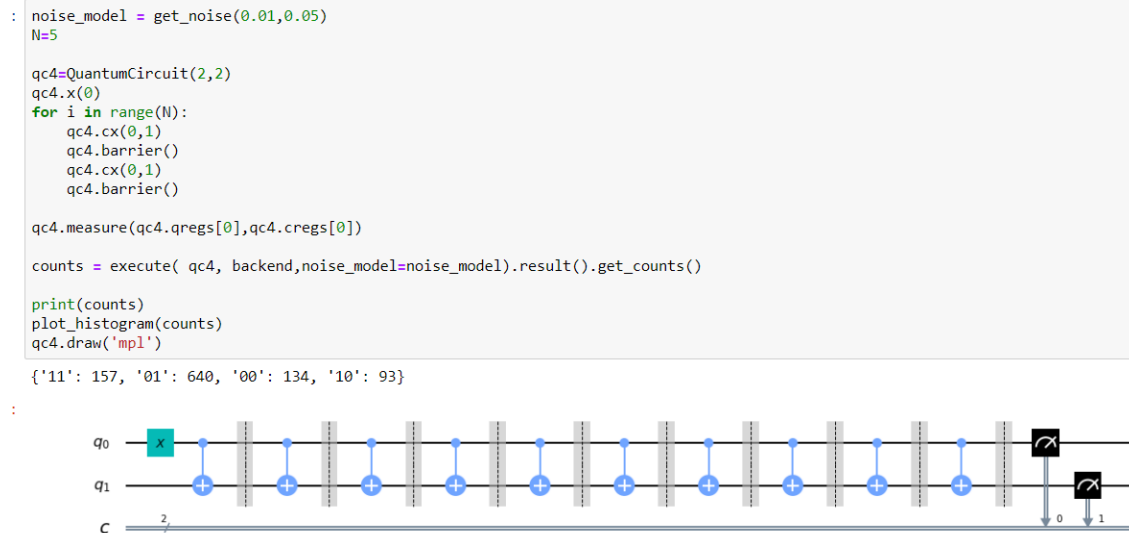 : noise_model = get_noise(0.01,0.05)
N=5
qc4=QuantumCircuit(2,2)
qc4.x(0)
for i in range(N):
    qc4.cx(0,1)
    qc4.barrier()
    qc4.cx(0,1)
    qc4.barrier()
qc4.measure(qc4.qregs[0],qc4.cregs[0])
counts = execute( qc4, backend,noise_model=noise_model).result().get_counts()
print(counts)
plot_histogram(counts)
qc4.draw('mpl')
{'11': 157, '01': 640, '00': 134, '10': 93}
:
q0 x
q1
c 2 0 1